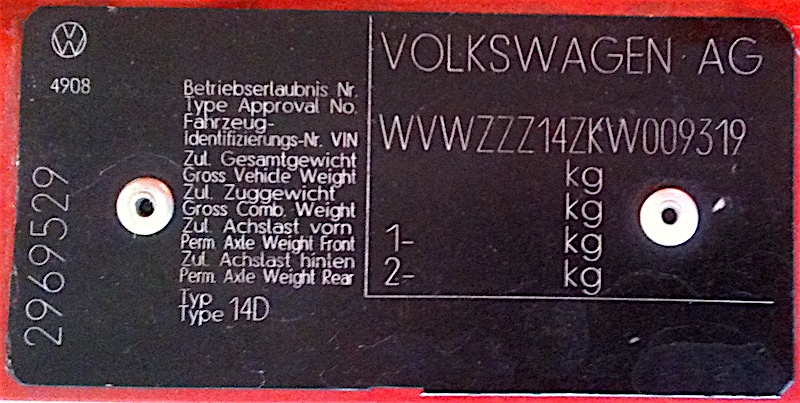 VW
4908
VOLKSWAGEN AG
Betriebserlaubnis Nr.
Type Approval No.
Fahrzeug-
Identifizierungs-Nr. VIN WVWZZZ14ZKW009319
Zul. Gesamtgewicht
Gross Vehicle Weight kg
Zul. Zuggewicht
Gross Comb. Weight kg
Zul. Achslast vorn
Perm. Axle Weight Front 1- kg
Zul. Achslast hinten
Perm. Axle Weight Rear 2- kg
Typ
Type 14D
2969529